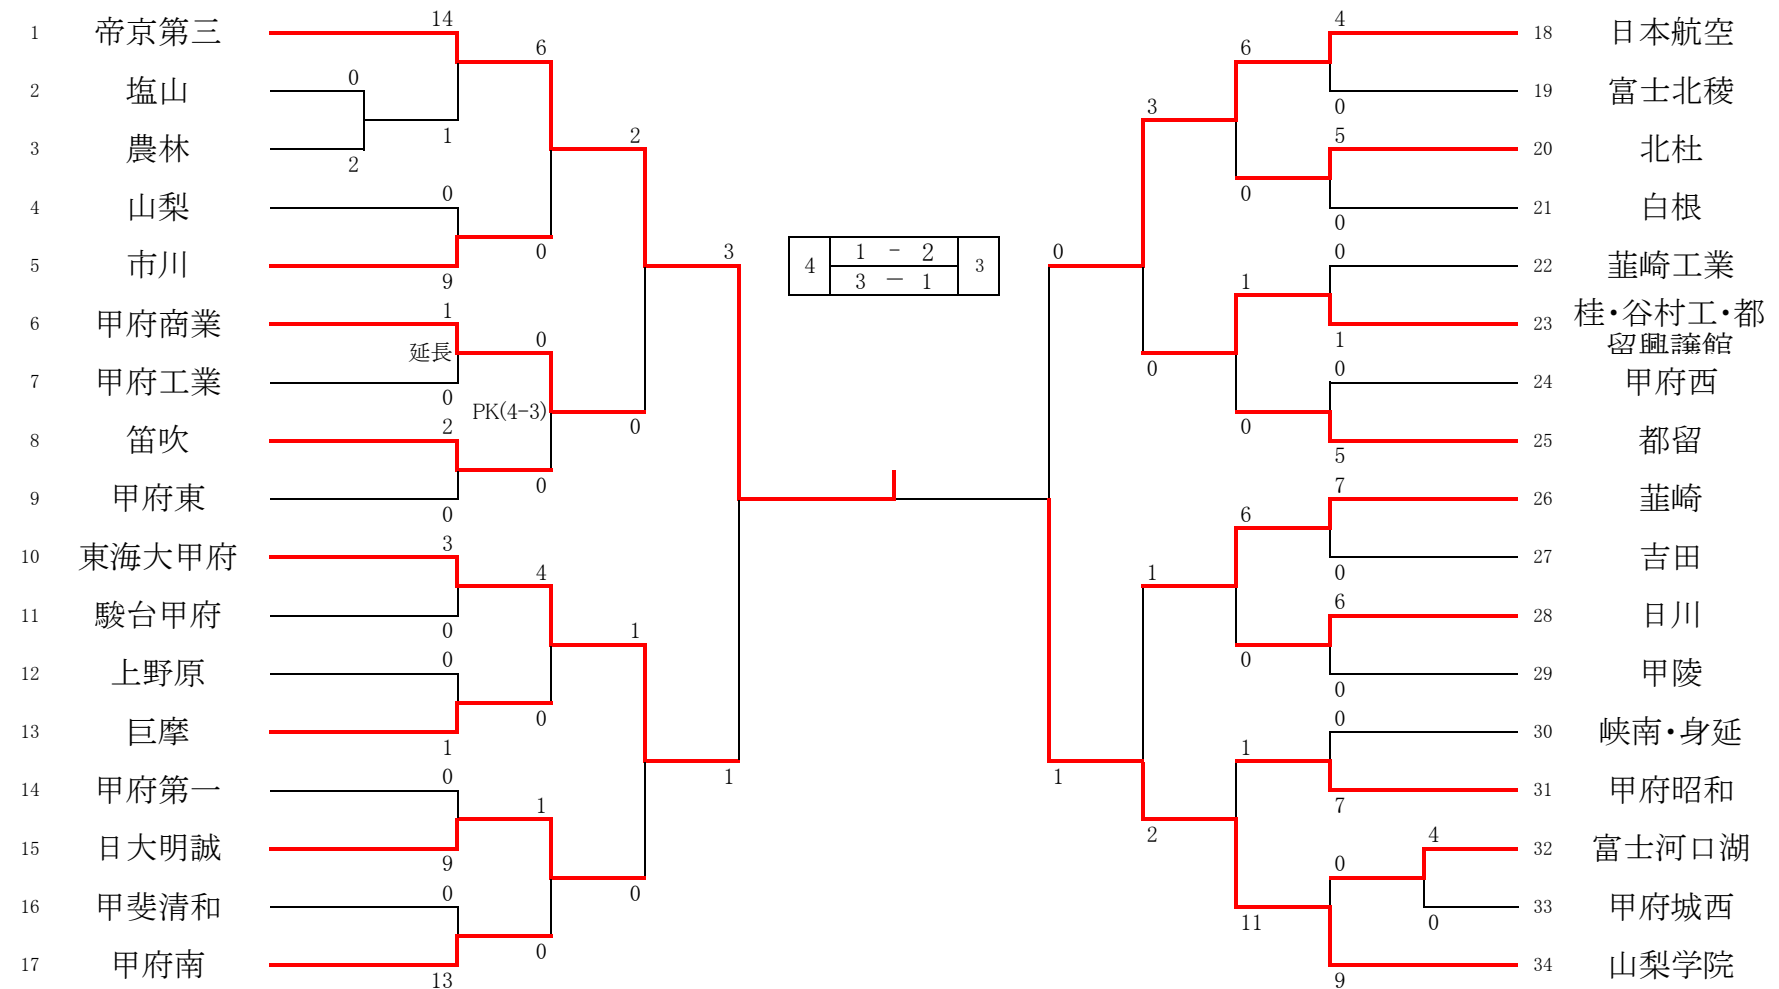 1 帝京第三 14
6
2 塩山 0
1
3 農林 2
2
4 山梨 0
0
5 市川 9
3
6 甲府商業 1
延長
0
7 甲府工業 0
PK(4-3)
0
8 笛吹 2
0
9 甲府東 0
10 東海大甲府 3
4
11 駿台甲府 0
1
12 上野原 0
0
13 巨摩 1
1
14 甲府第一 0
1
15 日大明誠 9
0
16 甲斐清和 0
0
17 甲府南 13
4 1 - 2 3
3 － 1
4 18 日本航空
6
0 19 富士北稜
3
5 20 北杜
0
0 21 白根
0
0 22 韮崎工業
1
1 23 桂・谷村工・都
留興譲館
0
0 24 甲府西
0
5 25 都留
7 26 韮崎
6
0 27 吉田
1
6 28 日川
0
0 29 甲陵
1
0 30 峡南・身延
1
7 31 甲府昭和
2
4 32 富士河口湖
0
0 33 甲府城西
11
9 34 山梨学院